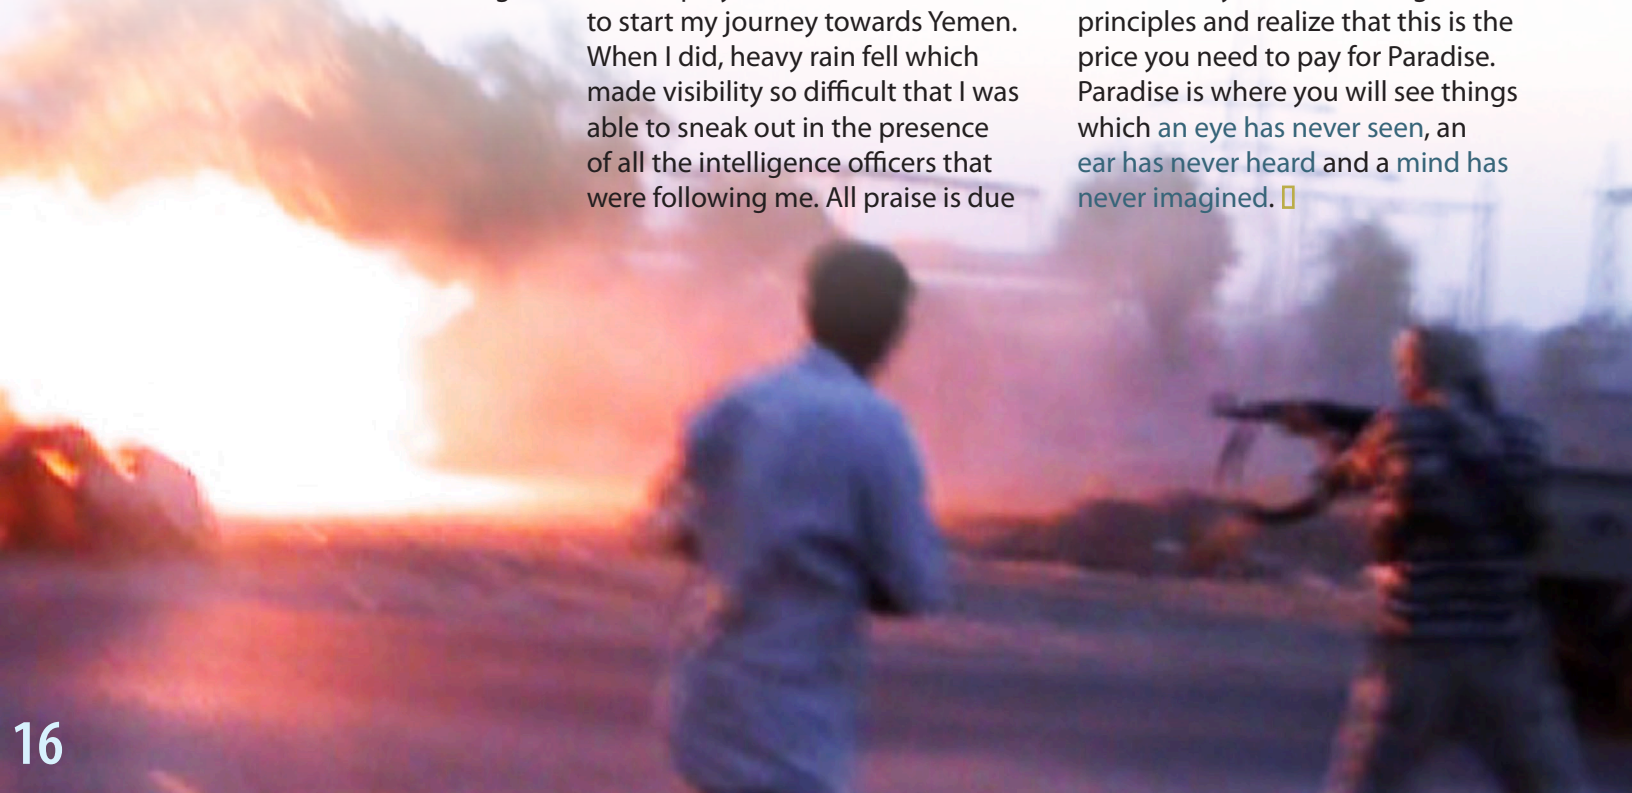 to start my journey towards Yemen.
When I did, heavy rain fell which
made visibility so difficult that I was
able to sneak out in the presence
of all the intelligence officers that
were following me. All praise is due
principles and realize that this is the
price you need to pay for Paradise.
Paradise is where you will see things
which an eye has never seen, an
ear has never heard and a mind has
never imagined.
16